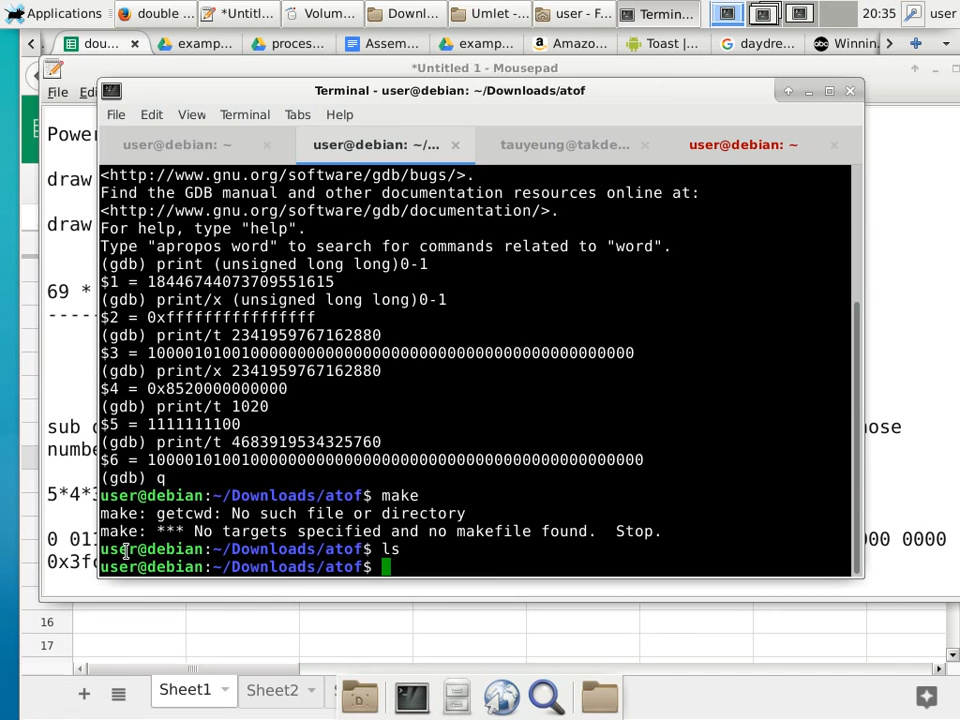 Applications
double ...
*Untitl...
Volum...
Downl...
Umlet -...
user - F...
Termin...
20:35
user
dou...
examp...
proces...
Assem...
examp...
Amazo...
Toast |...
daydre...
Winnin...
*Untitled 1 - Mousepad
File
Power
draw
draw
69 *
sub
ose
numbe
5*4*3
0 011
000 0000
0x3f
Terminal - user@debian: ~/Downloads/atof
File Edit View Terminal Tabs Help
user@debian: ~
user@debian: ~/...
tauyeung@takde...
user@debian: ~
<http://www.gnu.org/software/gdb/bugs/>.
Find the GDB manual and other documentation resources online at:
<http://www.gnu.org/software/gdb/documentation/>.
For help, type "help".
Type "apropos word" to search for commands related to "word".
(gdb) print (unsigned long long)0-1
$1 = 18446744073709551615
(gdb) print/x (unsigned long long)0-1
$2 = 0xffffffffffffffff
(gdb) print/t 2341959767162880
$3 = 1000010100100000000000000000000000000000000000000000
(gdb) print/x 2341959767162880
$4 = 0x8520000000000
(gdb) print/t 1020
$5 = 1111111100
(gdb) print/t 4683919534325760
$6 = 10000101001000000000000000000000000000000000000000000
(gdb) q
user@debian:~/Downloads/atof$ make
make: getcwd: No such file or directory
make: *** No targets specified and no makefile found.  Stop.
user@debian:~/Downloads/atof$ ls
user@debian:~/Downloads/atof$
16
17
Sheet1
Sheet2